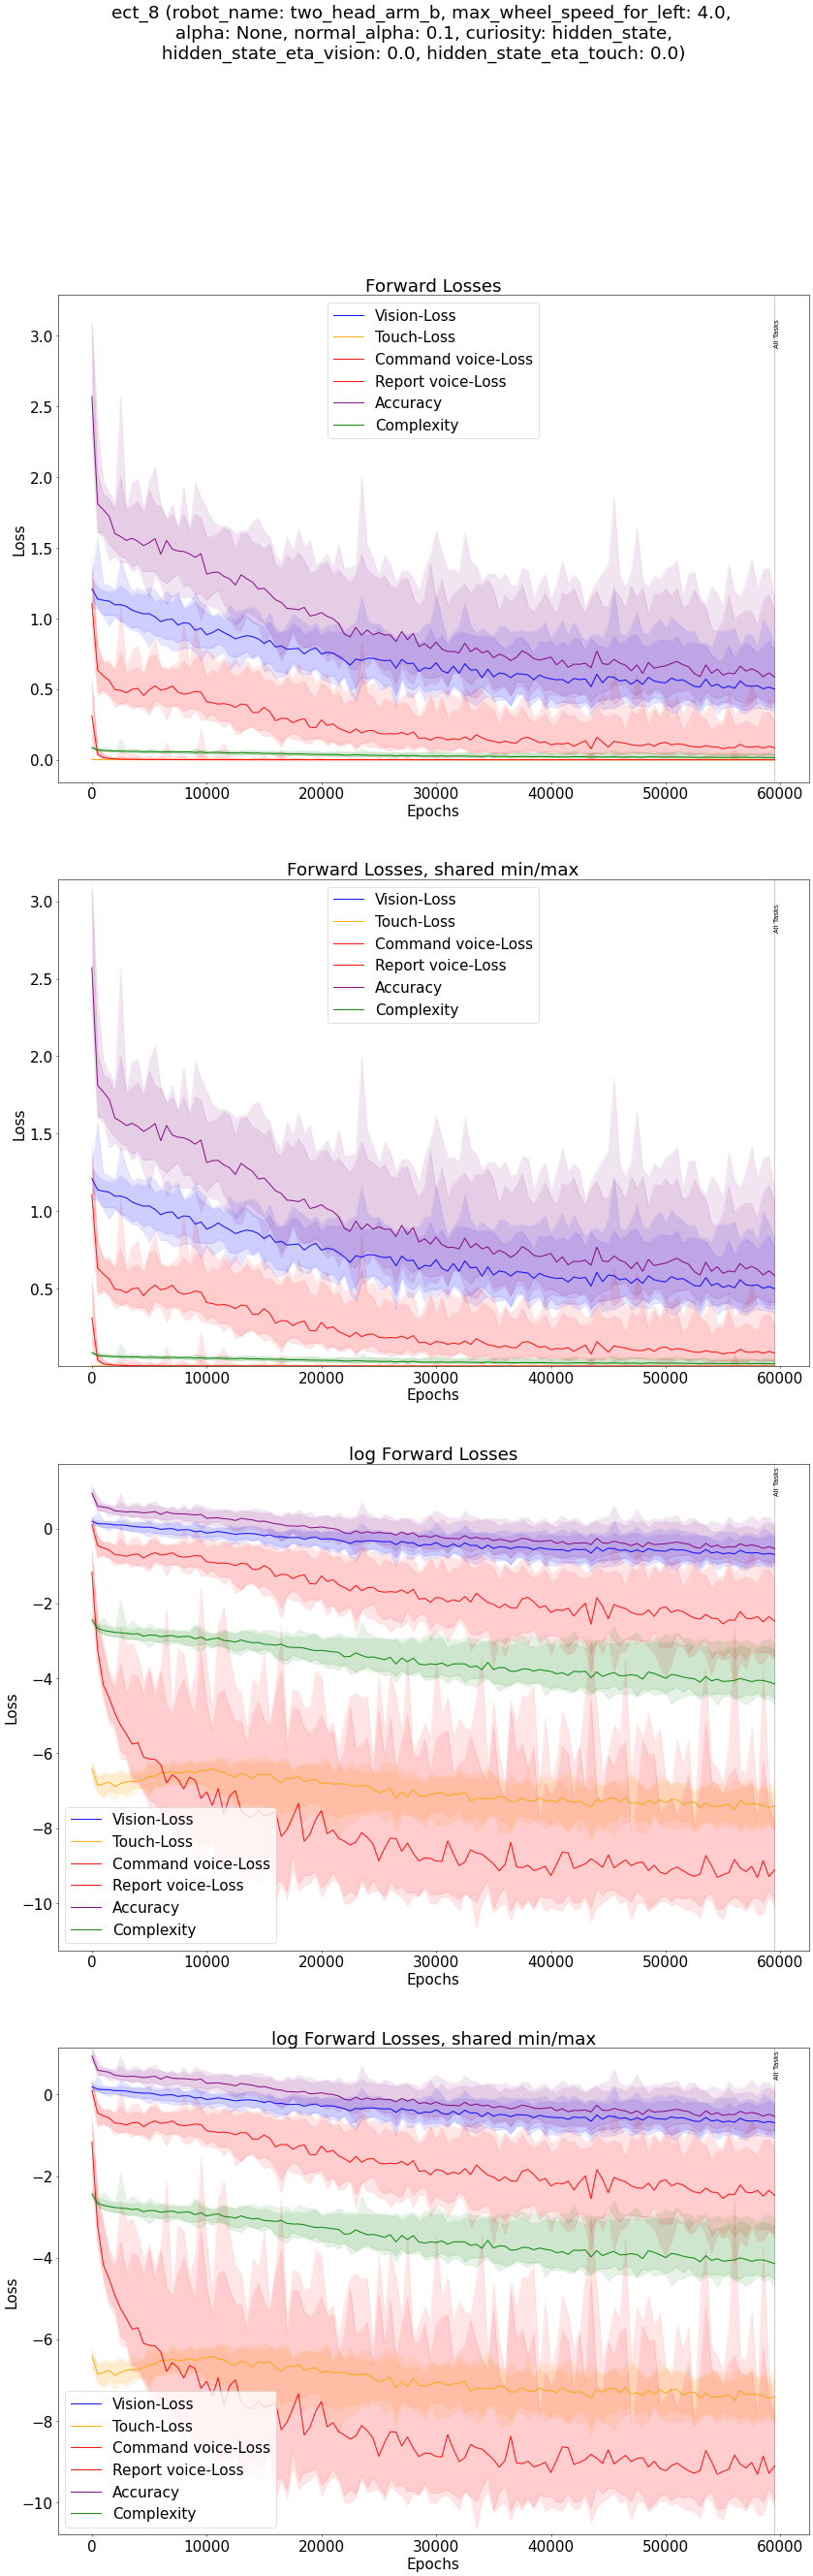 ect_8 (robot_name: two_head_arm_b, max_wheel_speed_for_left: 4.0,
alpha: None, normal_alpha: 0.1, curiosity: hidden_state,
hidden_state_eta_vision: 0.0, hidden_state_eta_touch: 0.0)
Forward Losses
Vision-Loss
Touch-Loss
Command voice-Loss
Report voice-Loss
Accuracy
Complexity
All Tasks
3.0
2.5
2.0
1.5
1.0
0.5
0.0
Loss
0 10000 20000 30000 40000 50000 60000
Epochs
Forward Losses, shared min/max
Vision-Loss
Touch-Loss
Command voice-Loss
Report voice-Loss
Accuracy
Complexity
All Tasks
3.0
2.5
2.0
1.5
1.0
0.5
Loss
0 10000 20000 30000 40000 50000 60000
Epochs
log Forward Losses
All Tasks
0
−2
−4
−6
−8
−10
Loss
Vision-Loss
Touch-Loss
Command voice-Loss
Report voice-Loss
Accuracy
Complexity
0 10000 20000 30000 40000 50000 60000
Epochs
log Forward Losses, shared min/max
All Tasks
0
−2
−4
−6
−8
−10
Loss
Vision-Loss
Touch-Loss
Command voice-Loss
Report voice-Loss
Accuracy
Complexity
0 10000 20000 30000 40000 50000 60000
Epochs